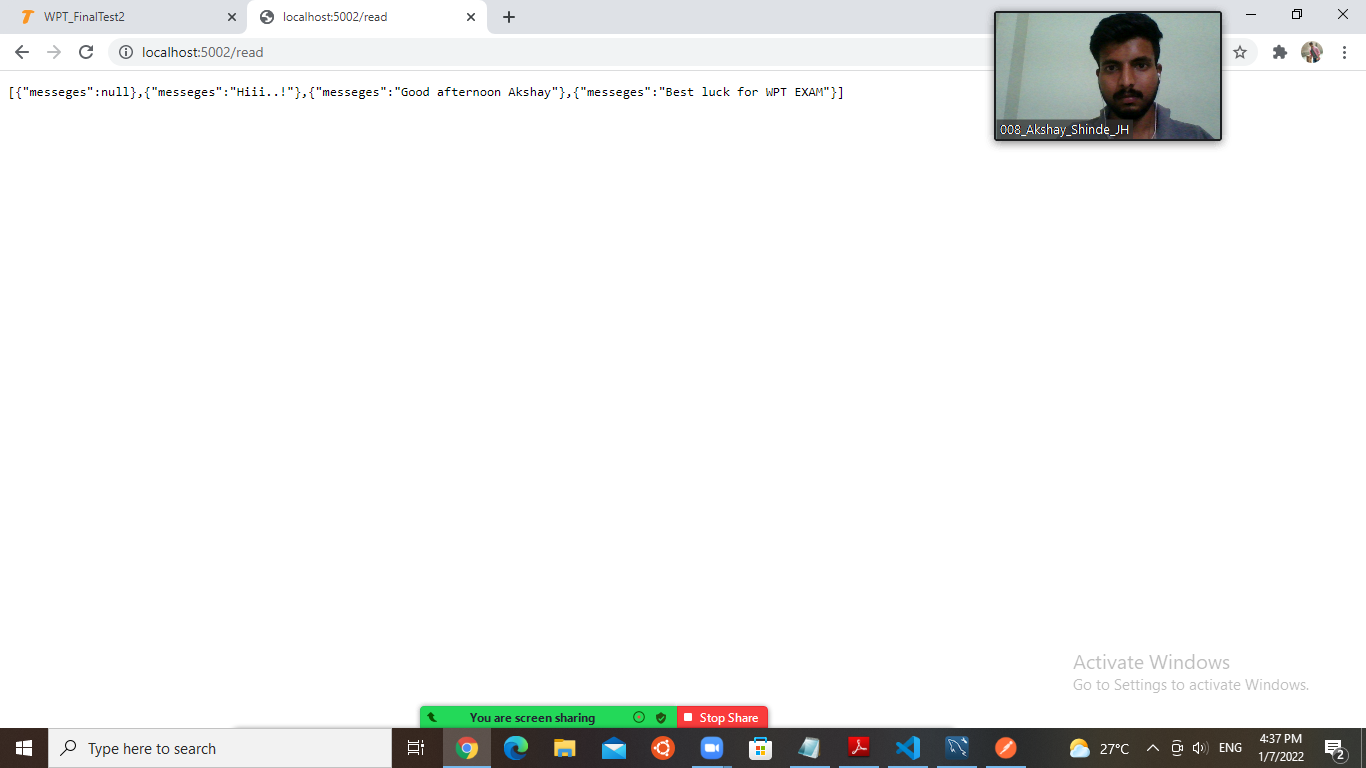 WPT_FinalTest2
localhost:5002/read
localhost:5002/read
[{"messeges":null},{"messeges":"Hiii..!"},{"messeges":"Good afternoon Akshay"},{"messeges":"Best luck for WPT EXAM"}]
008_Akshay_Shinde_JH
Activate Windows
Go to Settings to activate Windows.
You are screen sharing
Stop Share
Type here to search
27°C
ENG
4:37 PM
1/7/2022
2